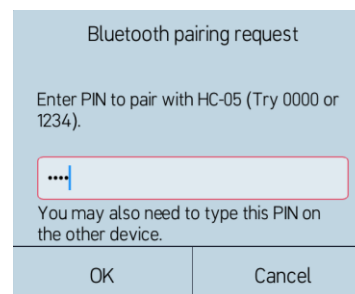 Bluetooth pairing request
Enter PIN to pair with HC-05 (Try 0000 or
1234).
••••
You may also need to type this PIN on
the other device.
OK
Cancel